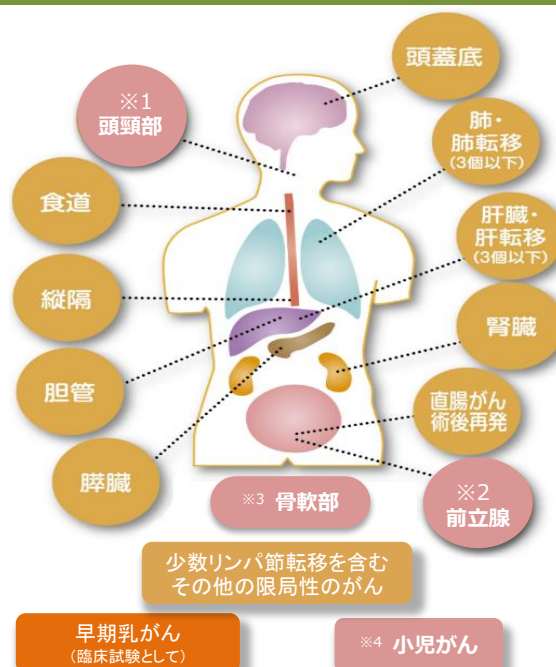 頭蓋底
※1
頭頸部
肺・
肺転移
(3個以下)
食道
肝臓・
肝転移
(3個以下)
縦隔
腎臓
胆管
直腸がん
術後再発
膵臓
※3 骨軟部
※2
前立腺
少数リンパ節転移を含む
その他の限局性のがん
早期乳がん
(臨床試験として)
※4 小児がん